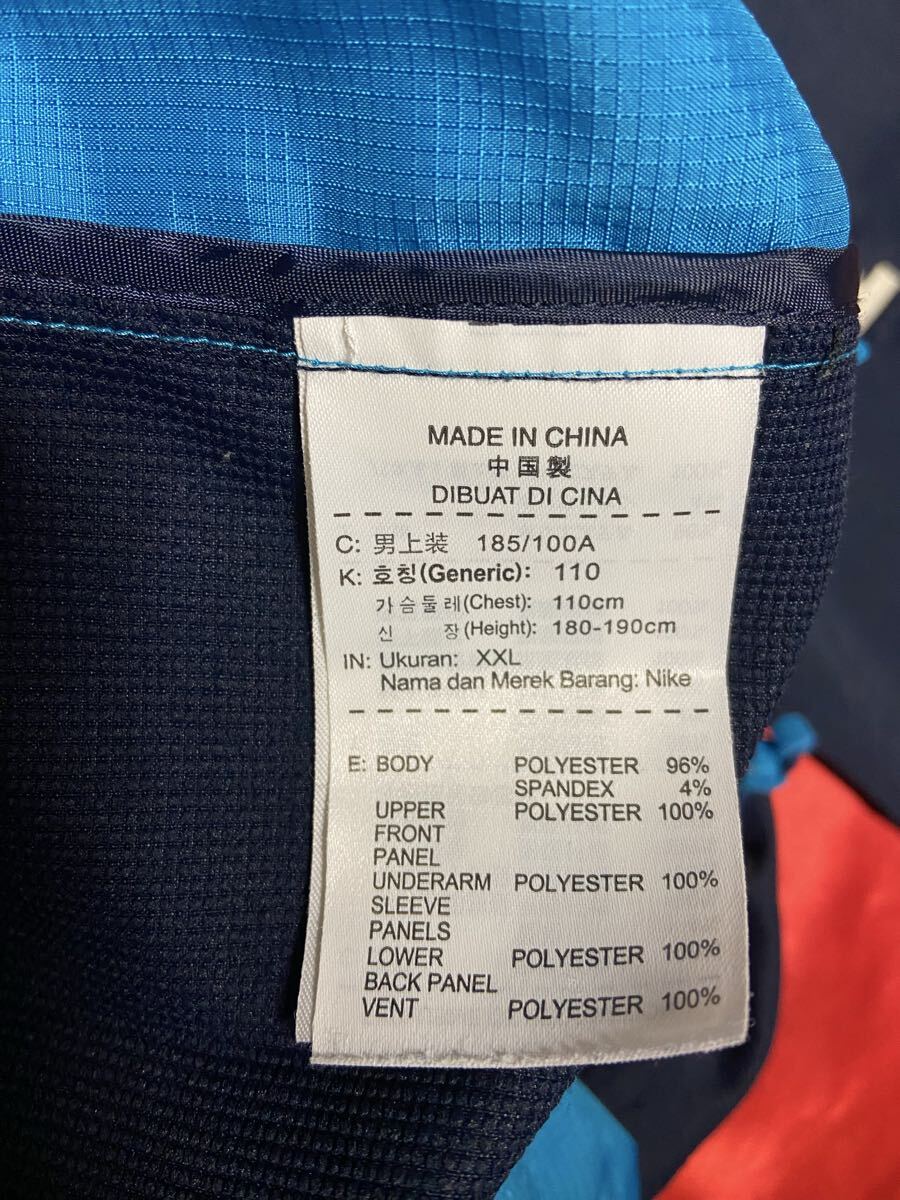 MADE IN CHINA
中国製
DIBUAT DI CINA
C: 男上装 185/100A
K: 호칭(Generic): 110
가슴둘레(Chest): 110cm
신 장(Height): 180-190cm
IN: Ukuran: XXL
Nama dan Merek Barang: Nike
E: BODY POLYESTER 96%
SPANDEX 4%
UPPER POLYESTER 100%
FRONT
PANEL
UNDERARM POLYESTER 100%
SLEEVE
PANELS
LOWER POLYESTER 100%
BACK PANEL
VENT POLYESTER 100%